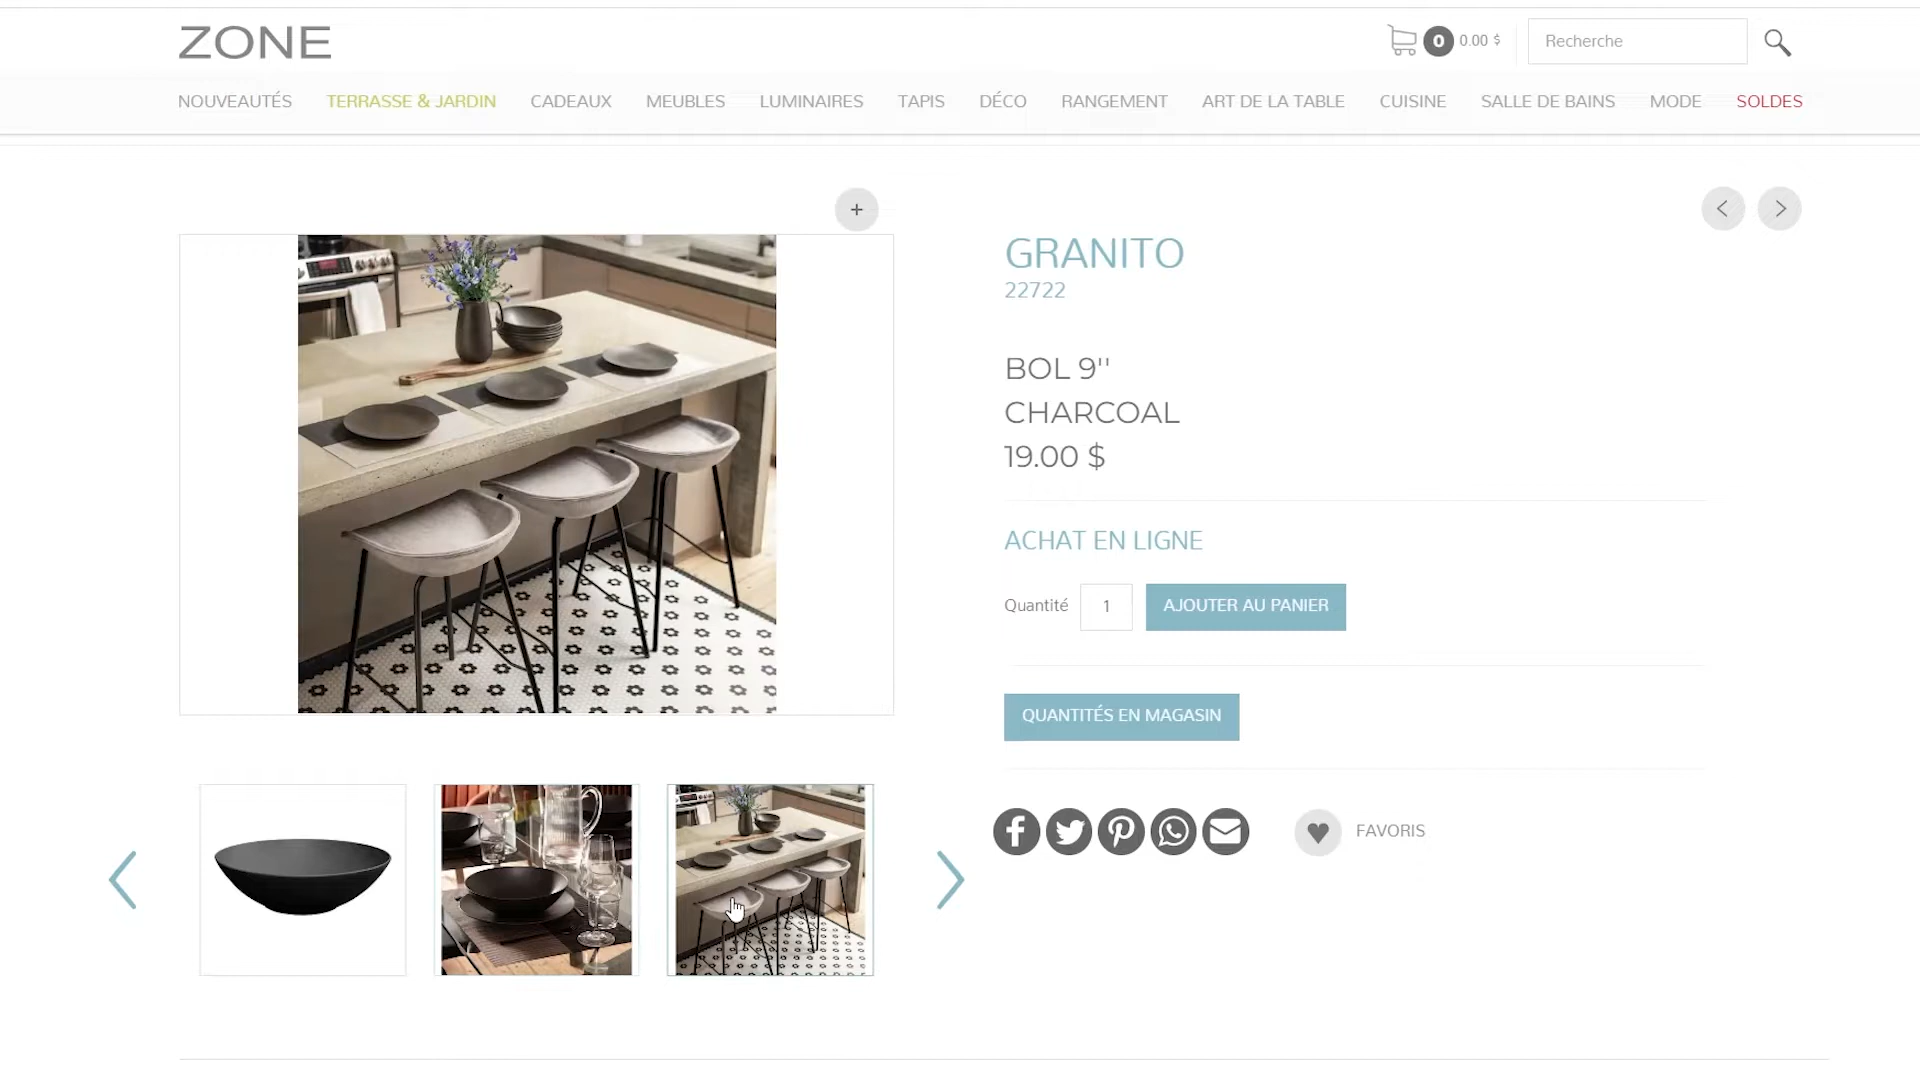 ZONE
0 0.00 $
Recherche
NOUVEAUTÉS TERRASSE & JARDIN CADEAUX MEUBLES LUMINAIRES TAPIS DÉCO RANGEMENT ART DE LA TABLE CUISINE SALLE DE BAINS MODE SOLDES
GRANITO
22722
BOL 9''
CHARCOAL
19.00 $
ACHAT EN LIGNE
Quantité 1 AJOUTER AU PANIER
QUANTITÉS EN MAGASIN
FAVORIS